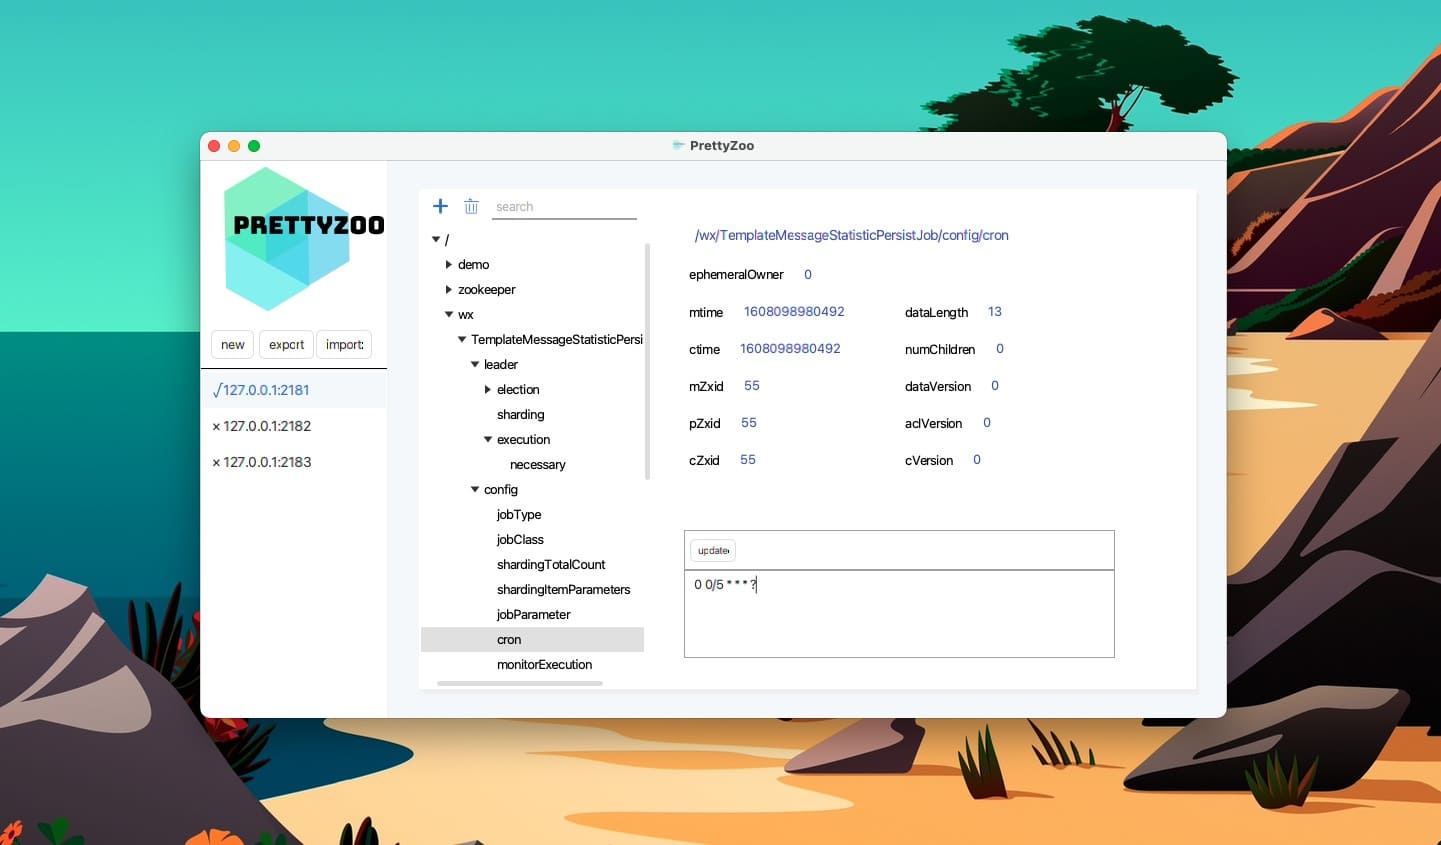 PrettyZoo
PRETTYZOO
new export import
√127.0.0.1:2181
× 127.0.0.1:2182
× 127.0.0.1:2183
search
/
demo
zookeeper
wx
TemplateMessageStatisticPersi
leader
election
sharding
execution
necessary
config
jobType
jobClass
shardingTotalCount
shardingItemParameters
jobParameter
cron
monitorExecution
/wx/TemplateMessageStatisticPersistJob/config/cron
ephemeralOwner 0
mtime 1608098980492 dataLength 13
ctime 1608098980492 numChildren 0
mZxid 55 dataVersion 0
pZxid 55 aclVersion 0
cZxid 55 cVersion 0
update
0 0/5 * * * ?